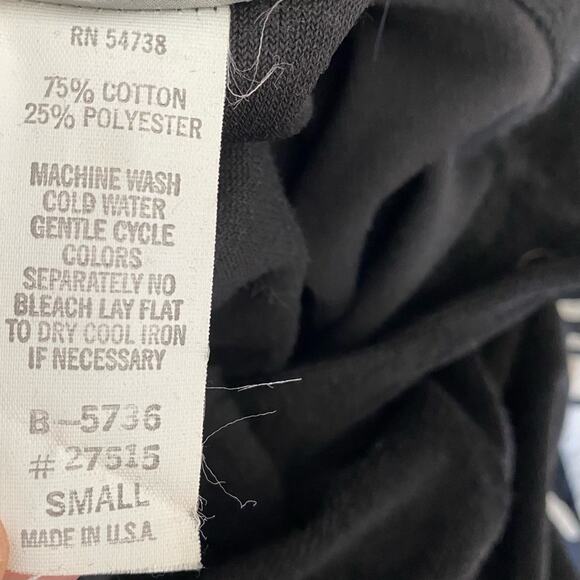 RN 54738
75% COTTON
25% POLYESTER
MACHINE WASH
COLD WATER
GENTLE CYCLE
COLORS
SEPARATELY NO
BLEACH LAY FLAT
TO DRY COOL IRON
IF NECESSARY
B-5736
# 27515
SMALL
MADE IN U.S.A.